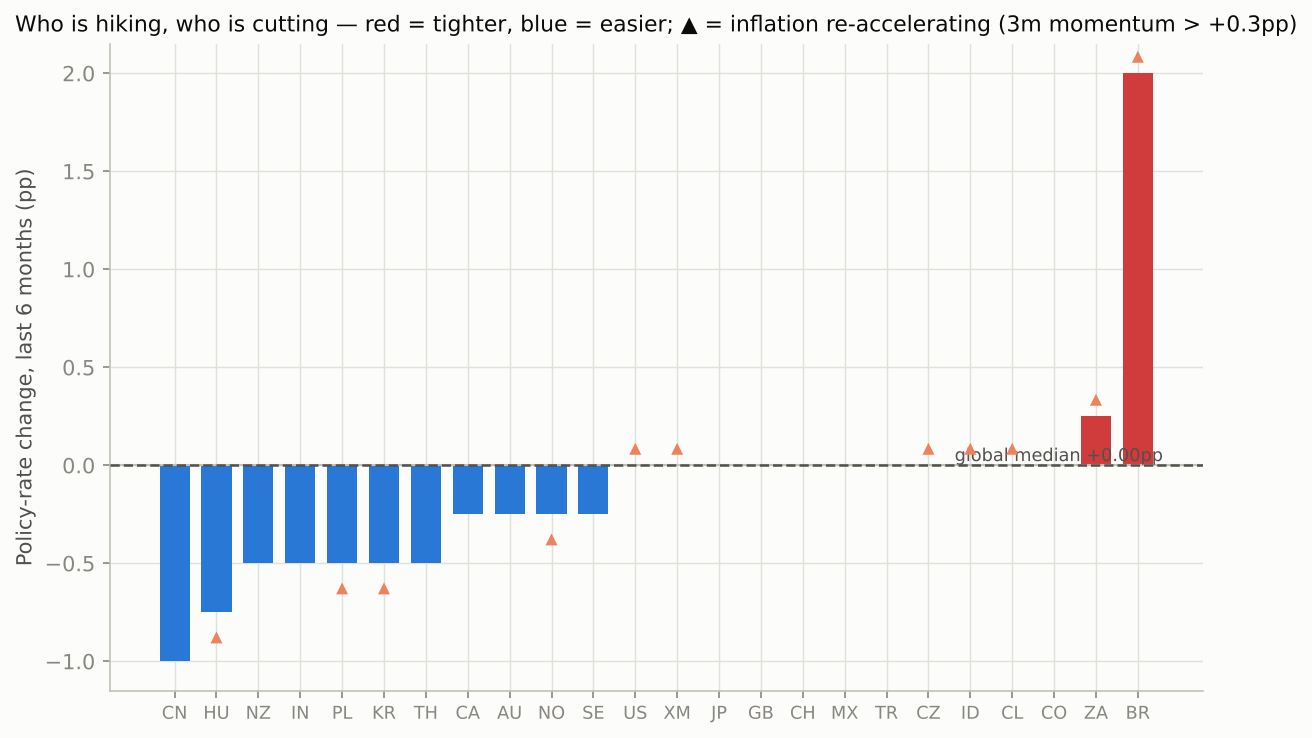 Who is hiking, who is cutting — red = tighter, blue = easier; ▲ = inflation re-accelerating (3m momentum > +0.3pp)
Policy-rate change, last 6 months (pp)
2.0
1.5
1.0
0.5
0.0
−0.5
−1.0
global median +0.00pp
CN HU NZ IN PL KR TH CA AU NO SE US XM JP GB CH MX TR CZ ID CL CO ZA BR